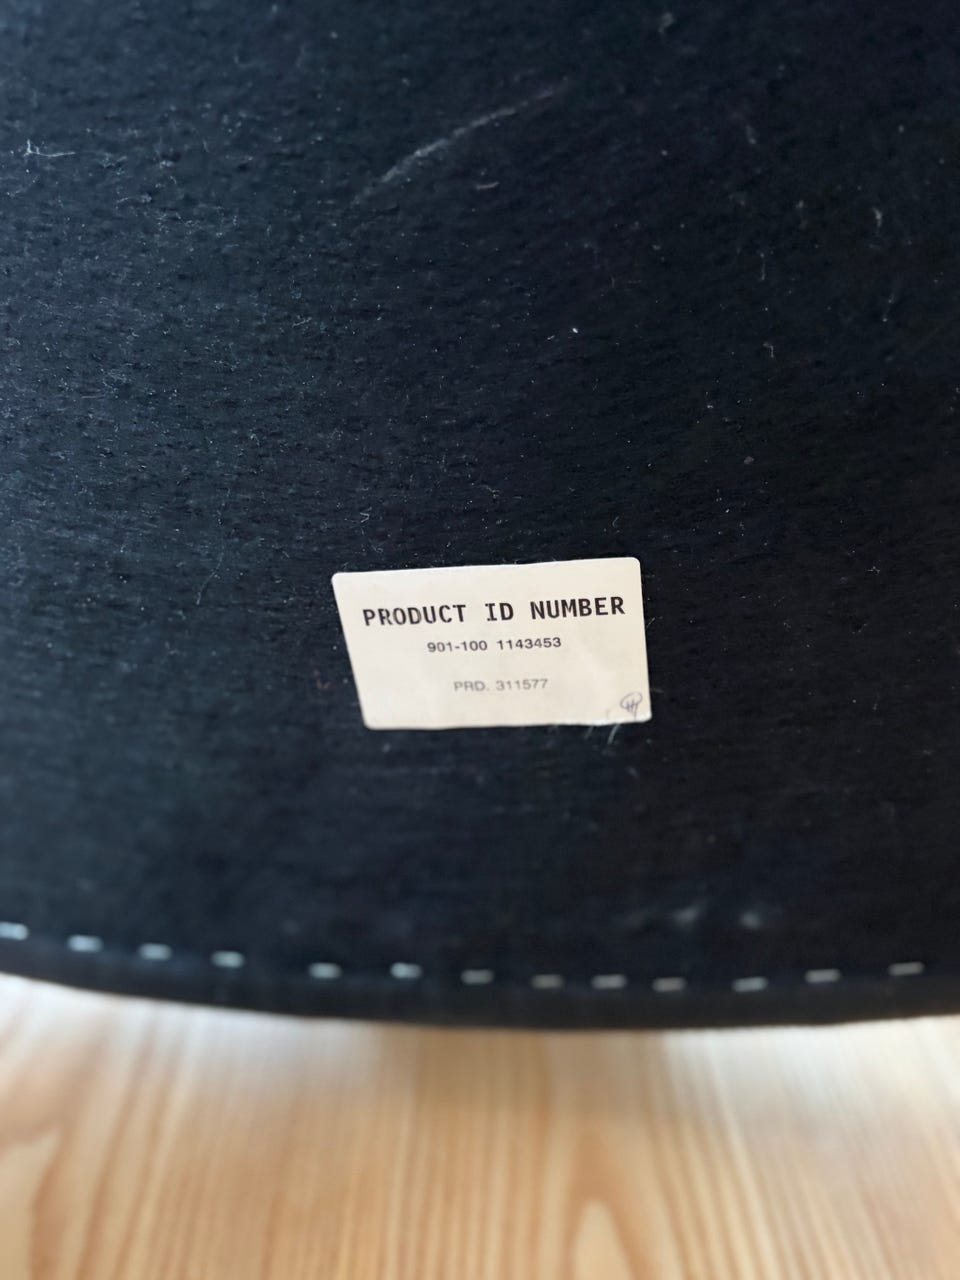 PRODUCT ID NUMBER
901-100 1143453
PRD. 311577